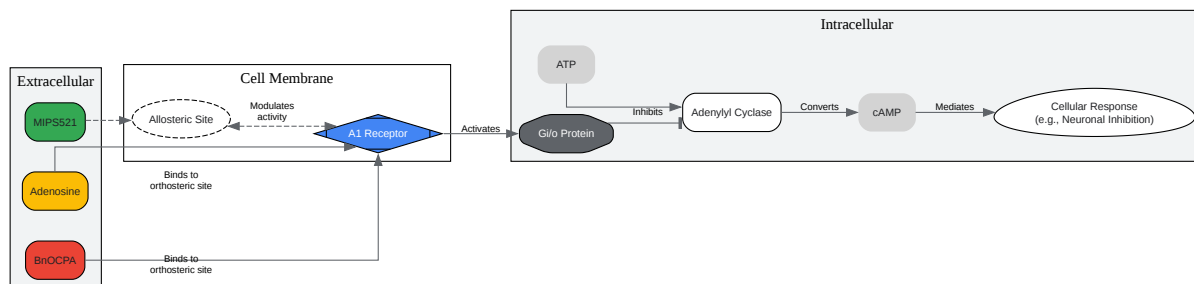 Extracellular
MIPS521
Adenosine
BnOCPA
Cell Membrane
Allosteric Site
Modulates
activity
A1 Receptor
Binds to
orthosteric site
Binds to
orthosteric site
Activates
Intracellular
ATP
Gi/o Protein
Inhibits
Adenylyl Cyclase
Converts
cAMP
Mediates
Cellular Response
(e.g., Neuronal Inhibition)